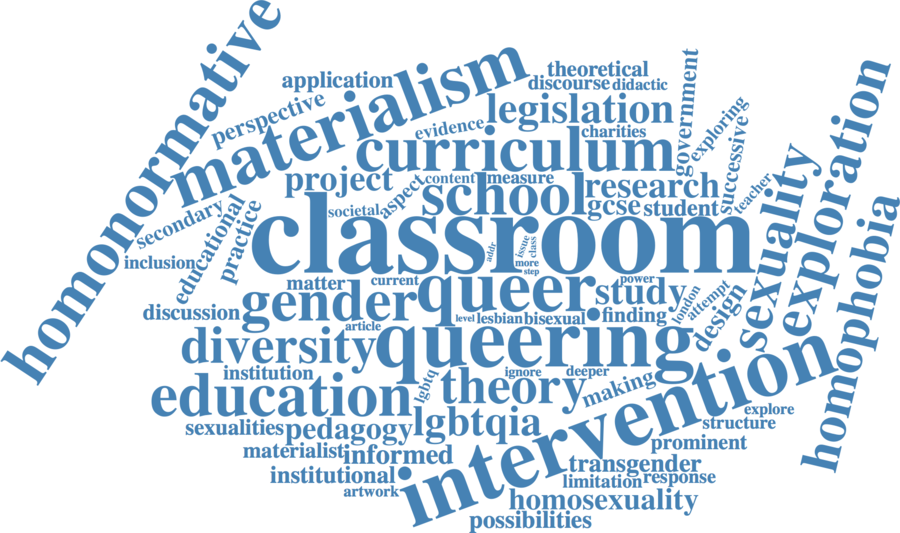 homonormative
application
theoretical
discourse
didactic
government
perspective
materialism
legislation
exploring
evidence
charities
curriculum
successive
exploration
project
aspect
content
measure
school
research
teacher
sexuality
secondary
educational
practice
societal
gcse
student
classroom
homophobia
addr
issue
class
inclusion
more
step
matter
current
queer
power
study
london
attempt
design
discussion
gender
article
level
lesbian
bisexual
finding
diversity
queering
institution
lgbtq
ignore
deeper
education
theory
making
intervention
explore
structure
sexualities
pedagogy
lgbtqia
prominent
materialist
informed
transgender
institutional
limitation
response
artwork
homosexuality
possibilities